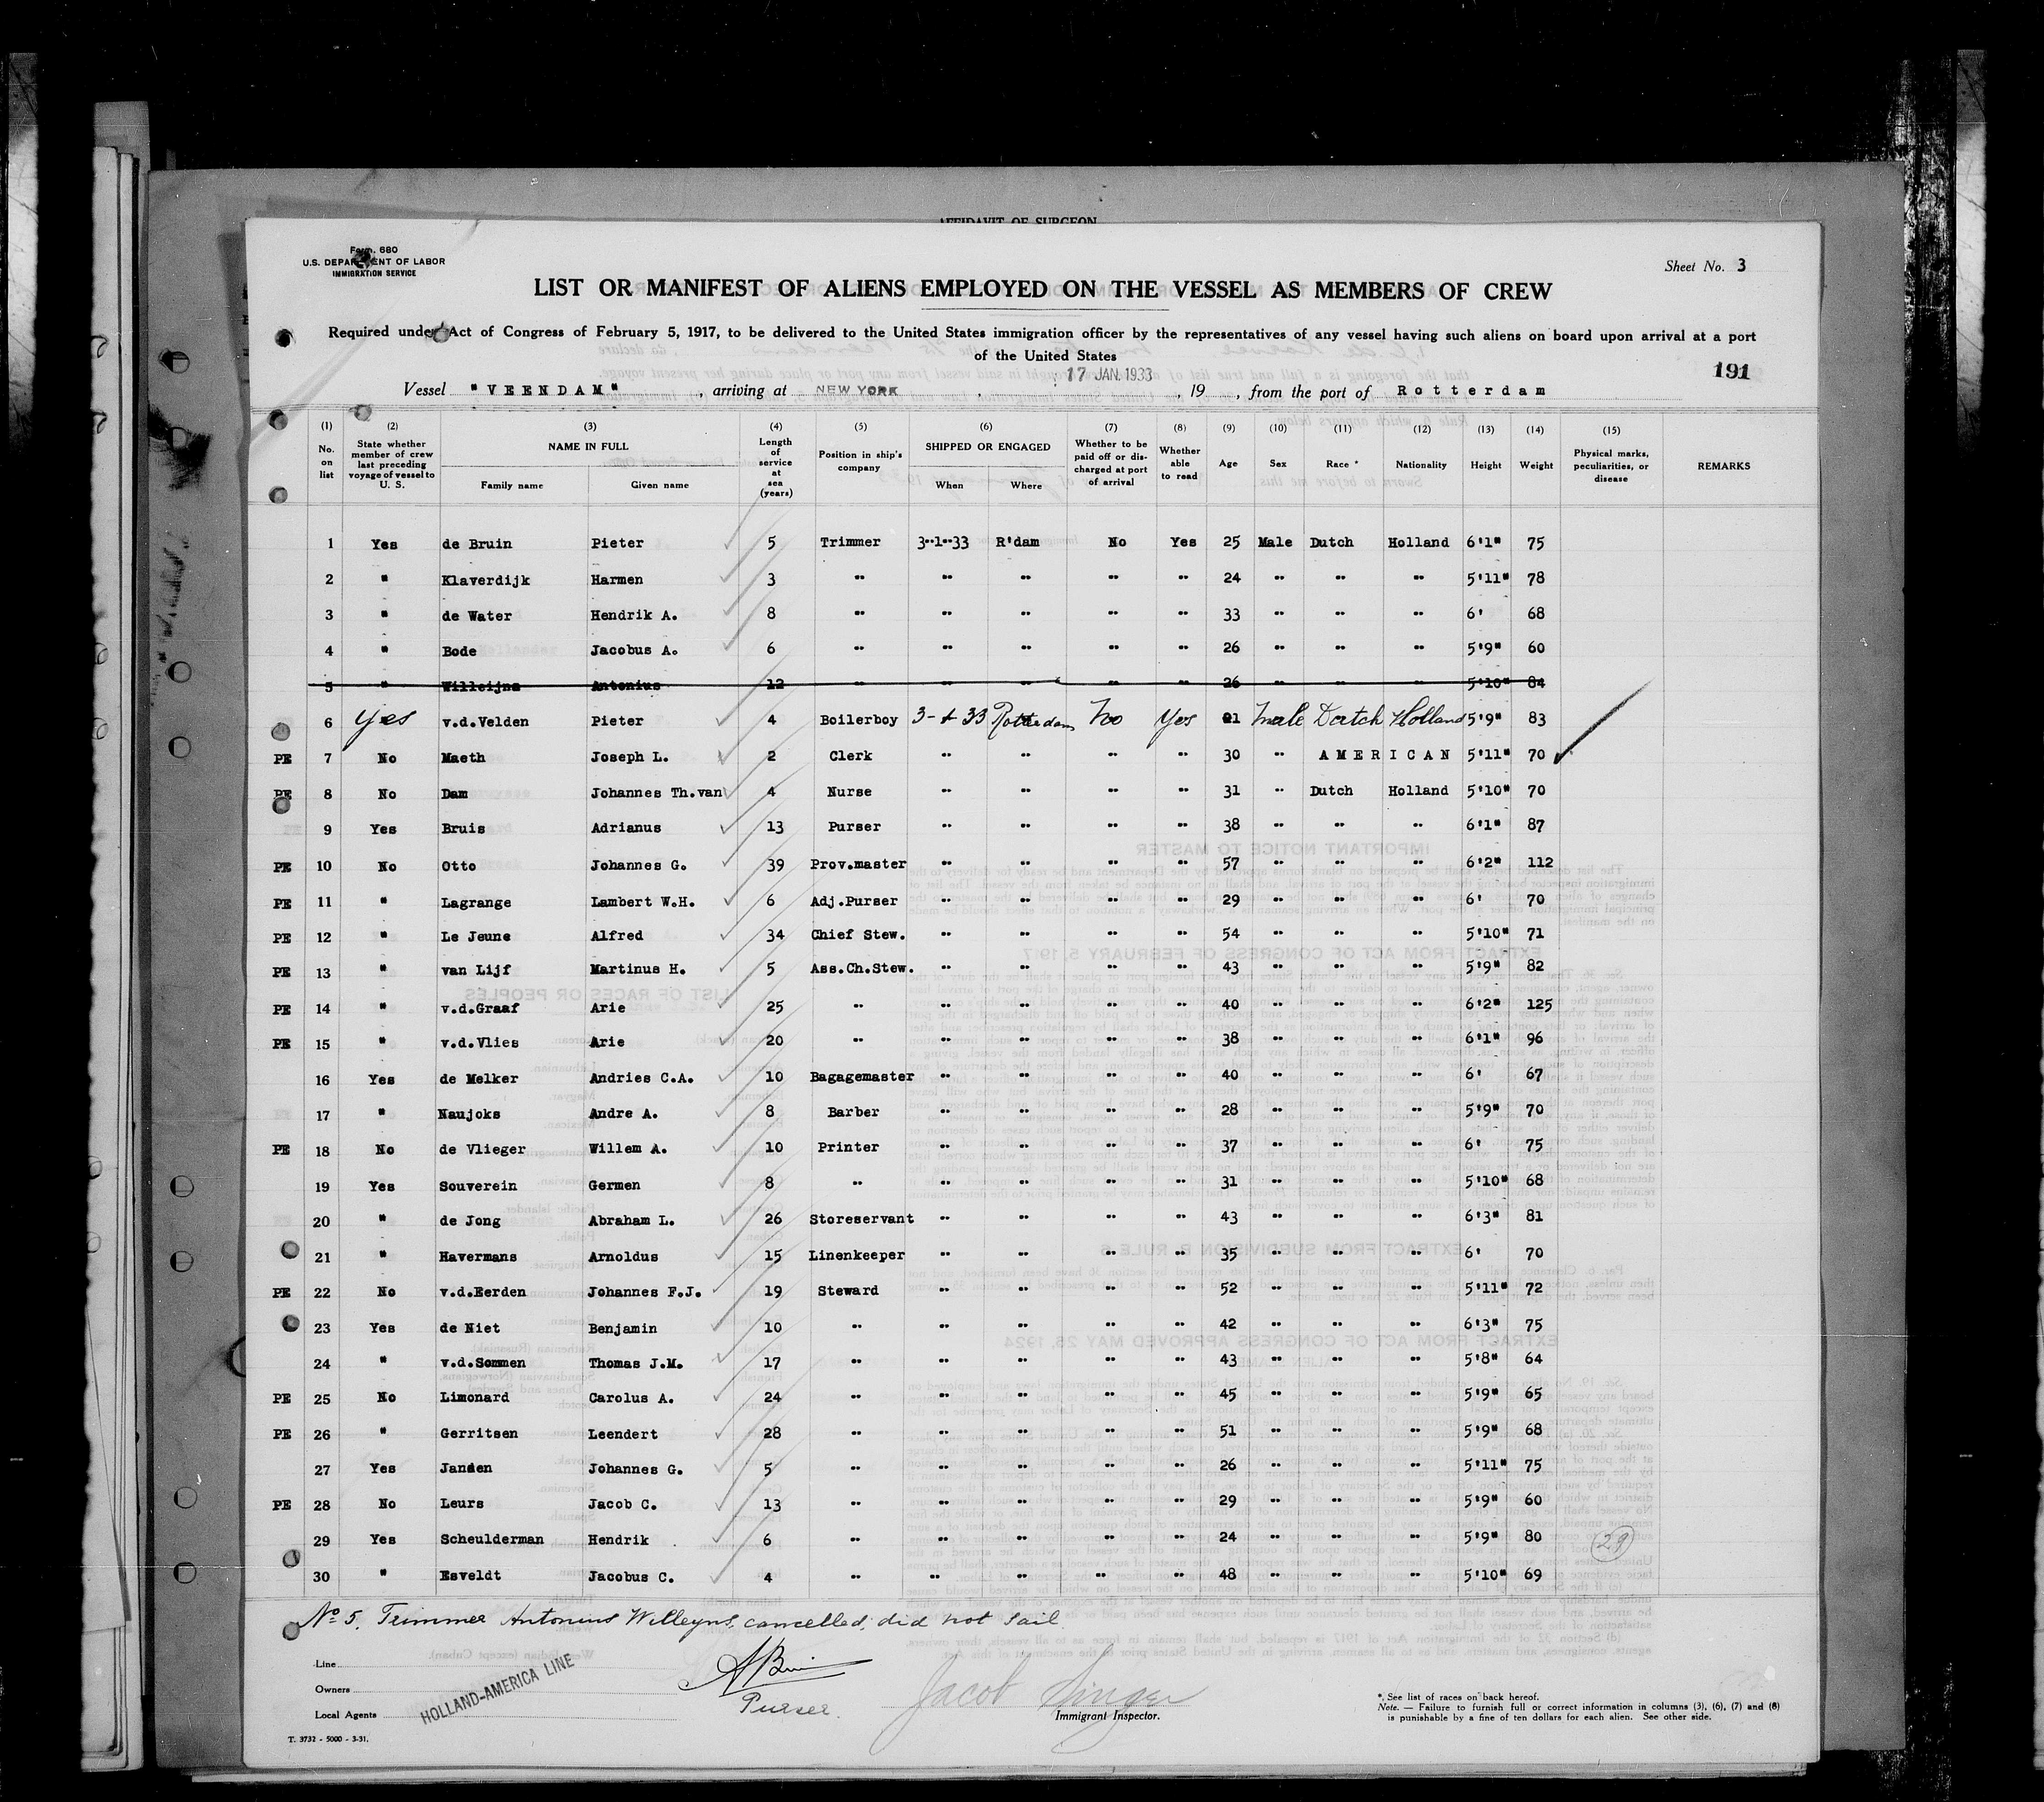 AFFIDAVIT OF SURGEON
Form. 680
U.S. DEPARTMENT OF LABOR
IMMIGRATION SERVICE
Sheet No. 3
LIST OR MANIFEST OF ALIENS EMPLOYED ON THE VESSEL AS MEMBERS OF CREW
Required under Act of Congress of February 5, 1917, to be delivered to the United States immigration officer by the representatives of any vessel having such aliens on board upon arrival at a port
of the United States
191
Vessel "VEENDAM", arriving at NEW YORK, 17 JAN. 1933, 19, from the port of Rotterdam
(1) No. on list (2) State whether member of crew last preceding voyage of vessel to U. S. (3) NAME IN FULL Family name Given name (4) Length of service at sea (years) (5) Position in ship's company (6) SHIPPED OR ENGAGED When Where (7) Whether to be paid off or discharged at port of arrival (8) Whether able to read (9) Age (10) Sex (11) Race * (12) Nationality (13) Height (14) Weight (15) Physical marks, peculiarities, or disease REMARKS
1 Yes de Bruin Pieter 5 Trimmer 3-1-33 R'dam No Yes 25 Male Dutch Holland 6'1" 75
2 " Klaverdijk Harmen 3 " " " " " 24 " " " 5'11" 78
3 " de Water Hendrik A. 8 " " " " " 33 " " " 6' 68
4 " Bode Jacobus A. 6 " " " " " 26 " " " 5'9" 60
5 " Willeijns Antonius 12 " " " " " 26 " " " 5'10" 84
6 Yes v.d.Velden Pieter 4 Boilerboy 3-1-33 Rotterdam No Yes 21 Male Dutch Holland 5'9" 83
PE 7 No Maeth Joseph L. 2 Clerk " " " " 30 " AMERICAN 5'11" 70
PE 8 No Dam Johannes Th.van 4 Nurse " " " " 31 " Dutch Holland 5'10" 70
9 Yes Bruis Adrianus 13 Purser " " " " 38 " " " 6'1" 87
PE 10 No Otto Johannes G. 39 Prov.master " " " " 57 " " " 6'2" 112
PE 11 " Lagrange Lambert W.H. 6 Adj.Purser " " " " 29 " " " 6' 70
PE 12 " Le Jeune Alfred 34 Chief Stew. " " " " 54 " " " 5'10" 71
PE 13 " van Lijf Martinus H. 5 Ass.Ch.Stew. " " " " 43 " " " 5'9" 82
PE 14 " v.d.Graaf Arie 25 " " " " " 40 " " " 6'2" 125
PE 15 " v.d.Vlies Arie 20 " " " " " 38 " " " 6'1" 96
16 Yes de Melker Andries C.A. 10 Bagagemaster " " " " 40 " " " 6' 67
17 " Naujoks Andre A. 8 Barber " " " " 28 " " " 5'9" 70
PE 18 No de Vlieger Willem A. 10 Printer " " " " 37 " " " 6' 75
19 Yes Souverein Germen 8 " " " " " 31 " " " 5'10" 68
20 " de Jong Abraham L. 26 Storeservant " " " " 43 " " " 6'3" 81
21 " Havermans Arnoldus 15 Linenkeeper " " " " 35 " " " 6' 70
PE 22 No v.d.Eerden Johannes F.J. 19 Steward " " " " 52 " " " 5'11" 72
23 Yes de Niet Benjamin 10 " " " " " 42 " " " 6'3" 75
24 " v.d.Sommen Thomas J.M. 17 " " " " " 43 " " " 5'8" 64
PE 25 No Limonard Carolus A. 24 " " " " " 45 " " " 5'9" 65
PE 26 " Gerritsen Leendert 28 " " " " " 51 " " " 5'9" 68
27 Yes Janden Johannes G. 5 " " " " " 26 " " " 5'11" 75
PE 28 No Leurs Jacob C. 13 " " " " " 29 " " " 5'9" 60
29 Yes Scheulderman Hendrik 6 " " " " " 24 " " " 5'9" 80 29
30 " Esveldt Jacobus C. 4 " " " " " 48 " " " 5'10" 69
No 5. Trimmer Antonius Willeyns, cancelled, did not sail
Line
Owners
Local Agents HOLLAND-AMERICA LINE
Purser.
Jacob Singer
Immigrant Inspector.
*. See list of races on back hereof.
Note. — Failure to furnish full or correct information in columns (3), (6), (7) and (8)
is punishable by a fine of ten dollars for each alien. See other side.
T. 3732 - 5000 - 3-31.